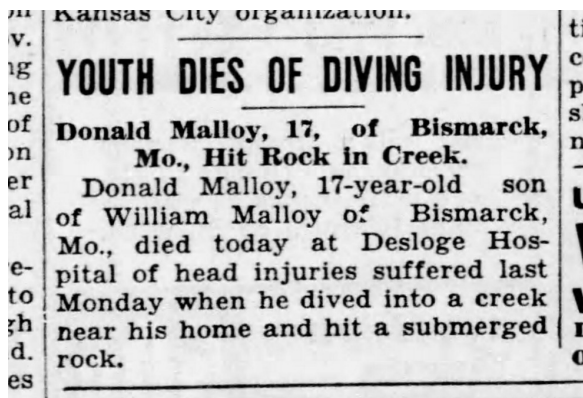 Kansas City organization.
YOUTH DIES OF DIVING INJURY
Donald Malloy, 17, of Bismarck,
Mo., Hit Rock in Creek.
Donald Malloy, 17-year-old son
of William Malloy of Bismarck,
Mo., died today at Desloge Hos-
pital of head injuries suffered last
Monday when he dived into a creek
near his home and hit a submerged
rock.